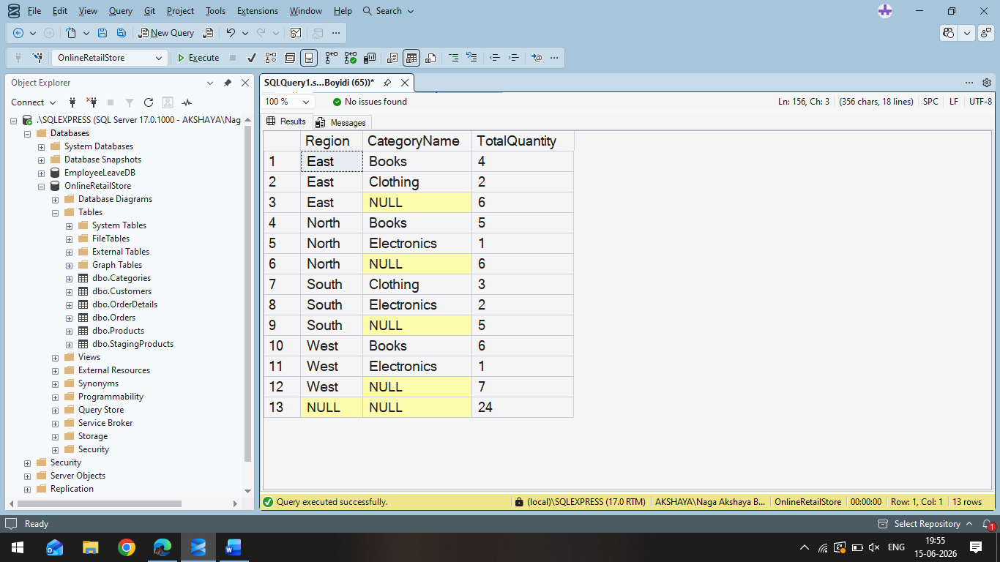 File Edit View Query Git Project Tools Extensions Window Help Search
New Query
OnlineRetailStore Execute
Object Explorer
Connect
.\SQLEXPRESS (SQL Server 17.0.1000 - AKSHAYA\Nag
Databases
System Databases
Database Snapshots
EmployeeLeaveDB
OnlineRetailStore
Database Diagrams
Tables
System Tables
FileTables
External Tables
Graph Tables
dbo.Categories
dbo.Customers
dbo.OrderDetails
dbo.Orders
dbo.Products
dbo.StagingProducts
Views
External Resources
Synonyms
Programmability
Query Store
Service Broker
Storage
Security
Security
Server Objects
Replication
SQLQuery1.s...Boyidi (65))*
100 % No issues found Ln: 156, Ch: 3 (356 chars, 18 lines) SPC LF UTF-8
Results Messages
Region CategoryName TotalQuantity
1 East Books 4
2 East Clothing 2
3 East NULL 6
4 North Books 5
5 North Electronics 1
6 North NULL 6
7 South Clothing 3
8 South Electronics 2
9 South NULL 5
10 West Books 6
11 West Electronics 1
12 West NULL 7
13 NULL NULL 24
Query executed successfully. (local)\SQLEXPRESS (17.0 RTM) AKSHAYA\Naga Akshaya B... OnlineRetailStore 00:00:00 Row: 1, Col: 1 13 rows
Ready Select Repository 1
ENG 19:55
15-06-2026